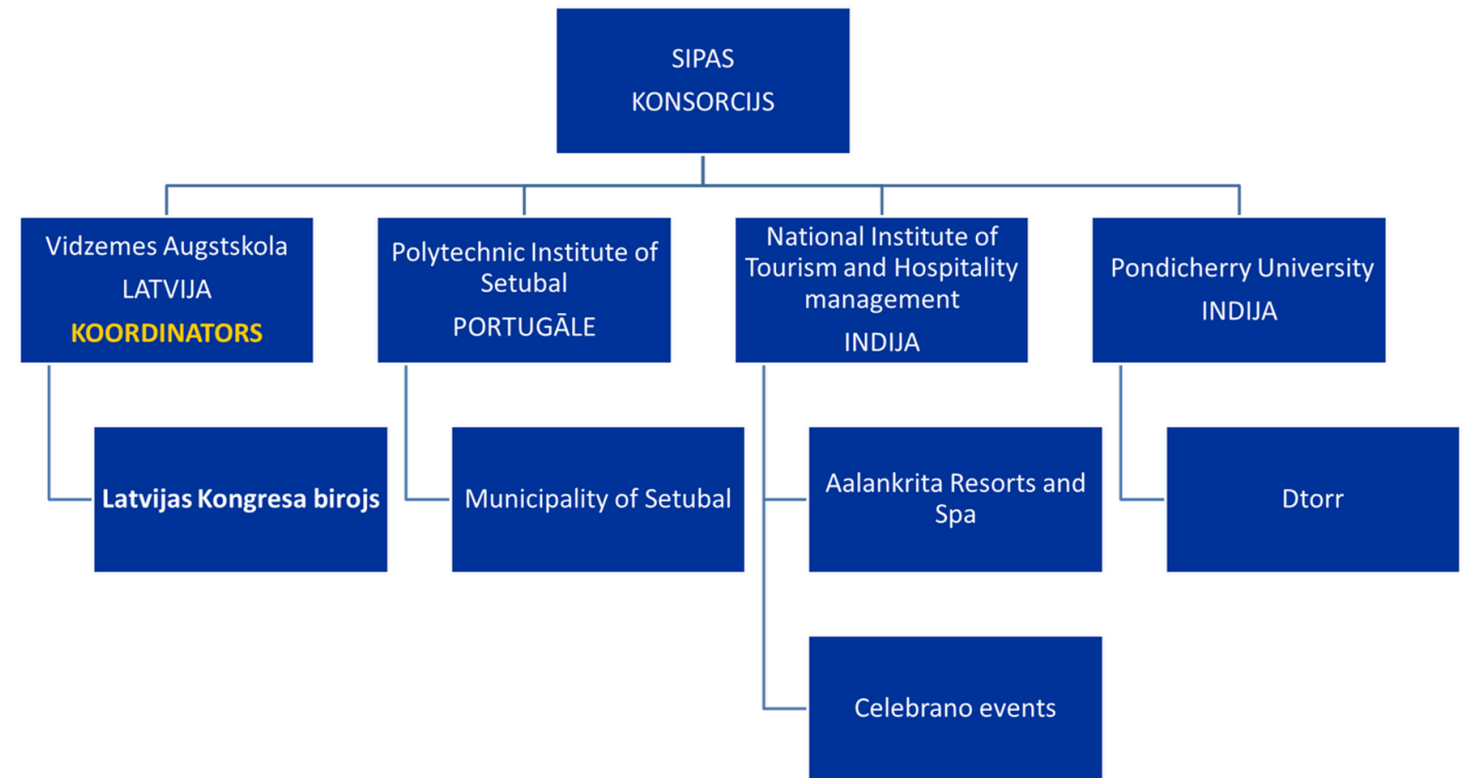 SIPAS
KONSORCIJS
Vidzemes Augstskola
LATVIJA
KOORDINATORS
Polytechnic Institute of
Setubal
PORTUGĀLE
National Institute of
Tourism and Hospitality
management
INDIJA
Pondicherry University
INDIJA
Latvijas Kongresa birojs
Municipality of Setubal
Aalankrita Resorts and
Spa
Dtorr
Celebrano events